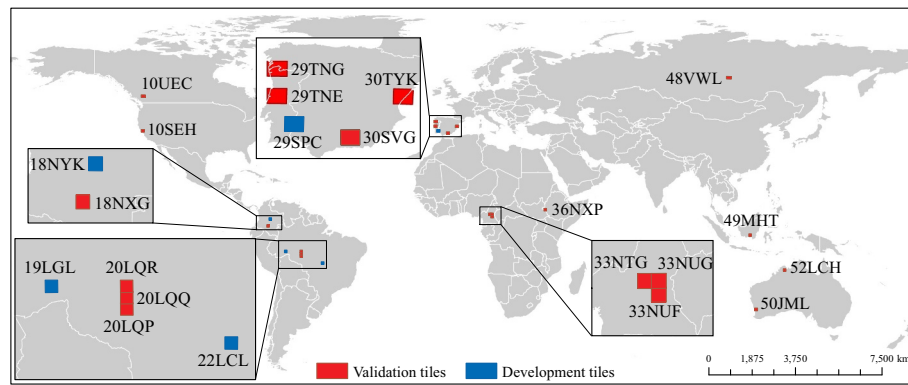 10UEC
10SEH
29TNG
29TNE
30TYK
29SPC
30SVG
48VWL
18NYK
18NXG
36NXP
49MHT
19LGL
20LQR
20LQQ
20LQP
22LCL
33NTG
33NUG
33NUF
52LCH
50JML
Validation tiles
Development tiles
0 1,875 3,750 7,500 km